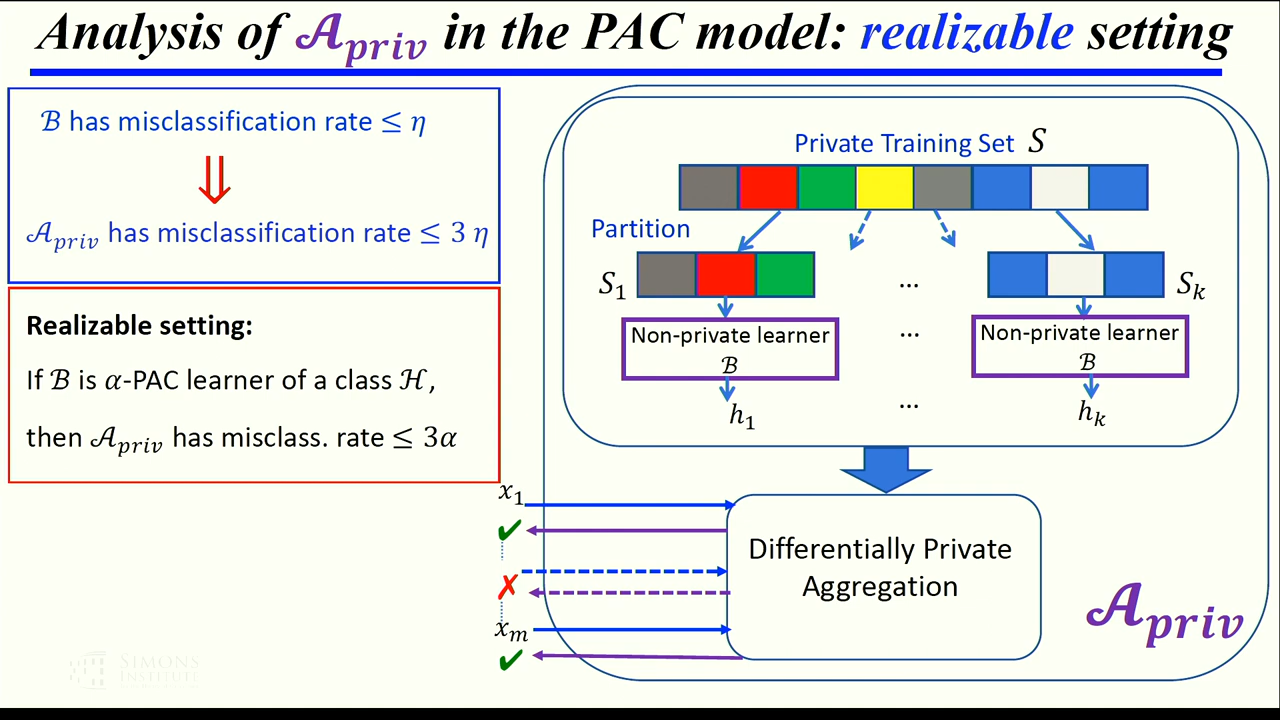 Analysis of 𝒜priv in the PAC model: realizable setting
ℬ has misclassification rate ≤ η
⇓
𝒜priv has misclassification rate ≤ 3 η
Realizable setting:
If ℬ is α-PAC learner of a class ℋ,
then 𝒜priv has misclass. rate ≤ 3α
Private Training Set S
Partition
S1
...
Sk
Non-private learner
ℬ
...
Non-private learner
ℬ
h1
...
hk
x1
✓
✗
xm
✓
Differentially Private
Aggregation
𝒜priv
SIMONS
INSTITUTE